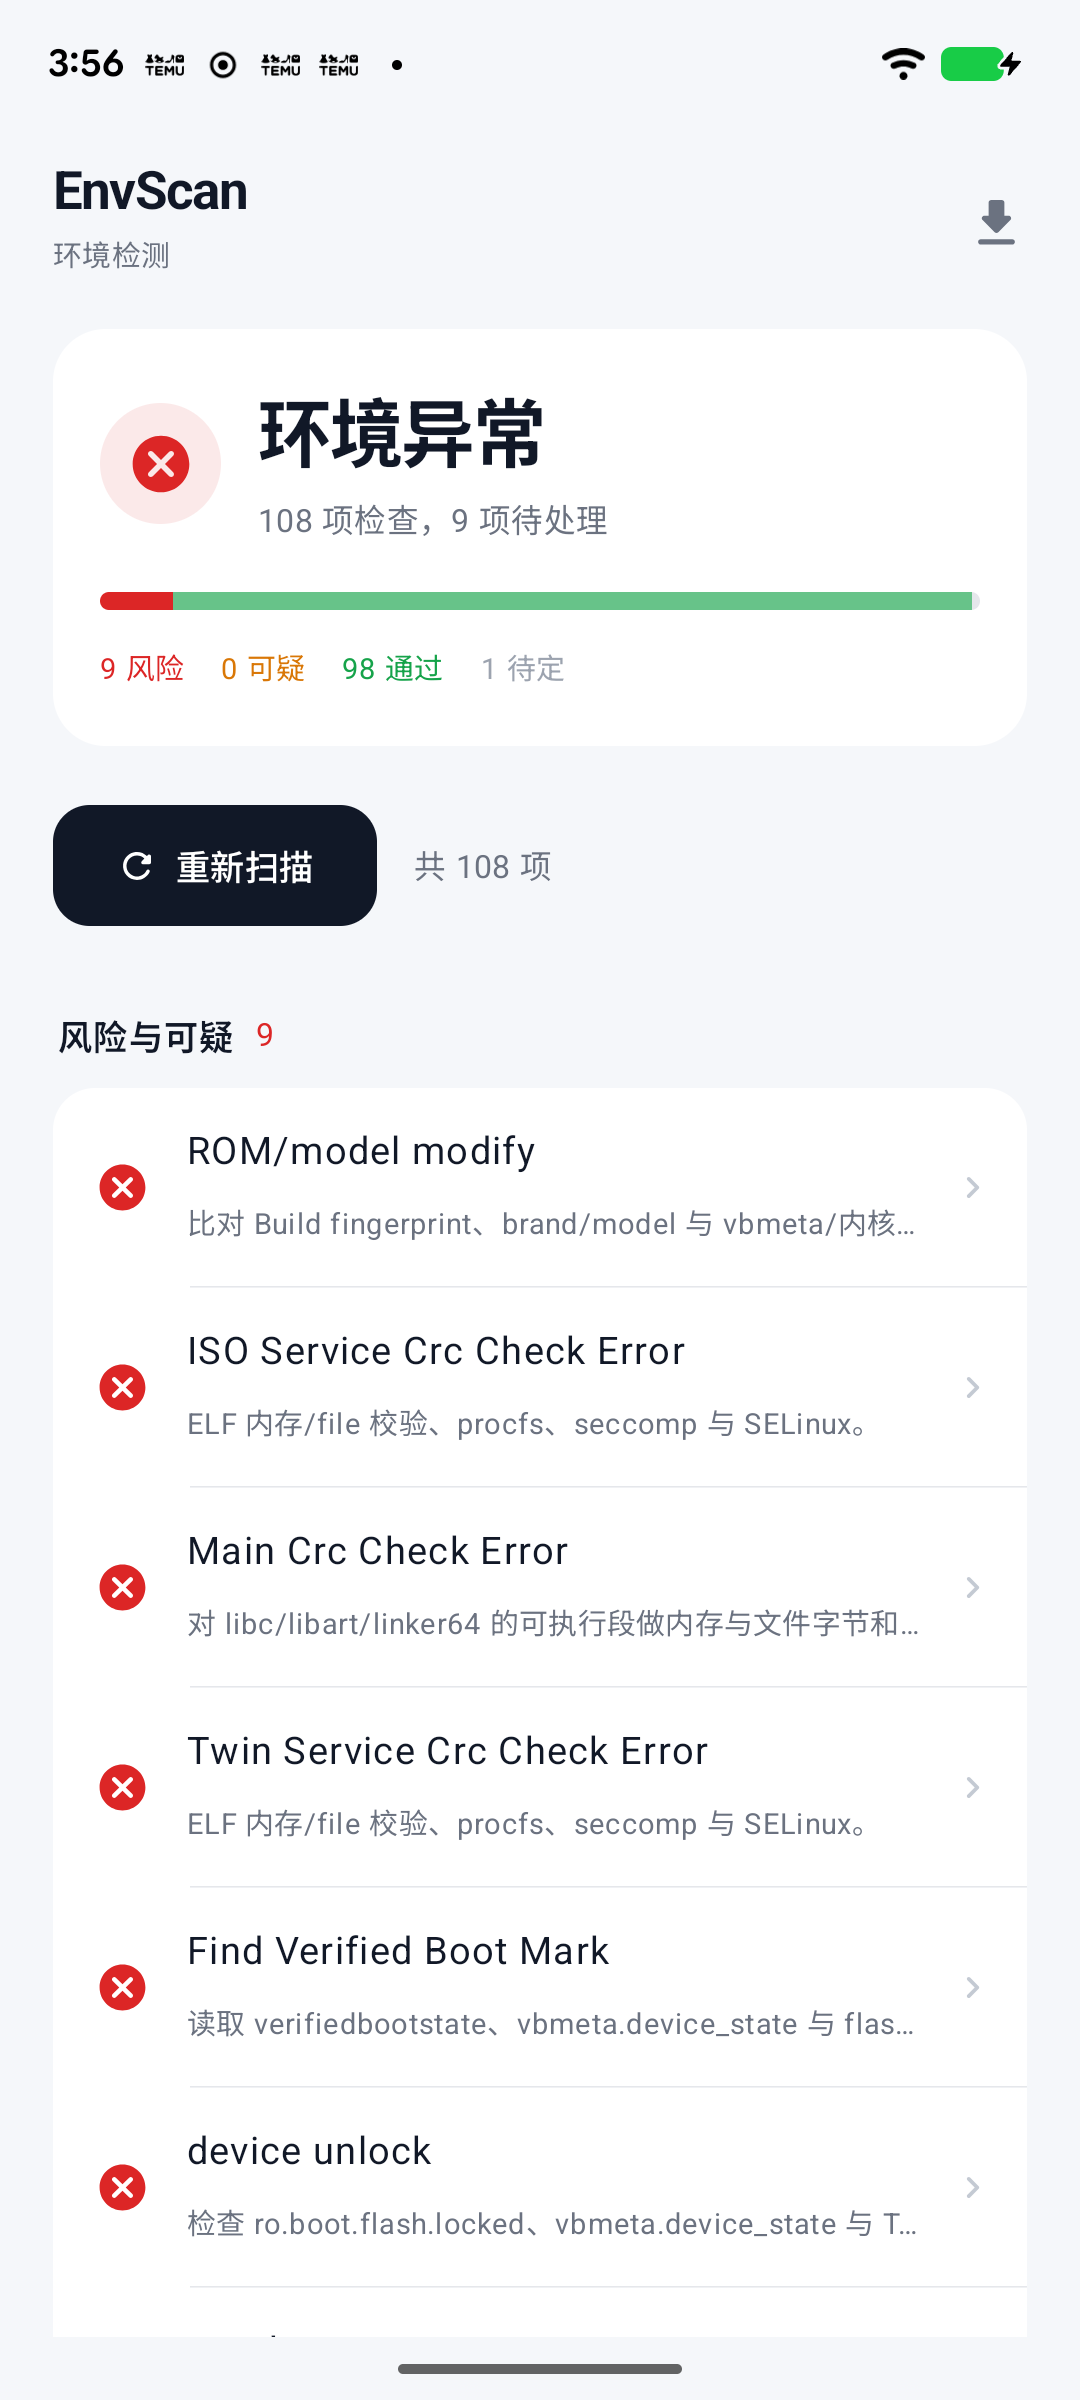 3:56 TEMU TEMU TEMU
EnvScan
环境检测
环境异常
108 项检查，9 项待处理
9 风险 0 可疑 98 通过 1 待定
重新扫描 共 108 项
风险与可疑 9
ROM/model modify
比对 Build fingerprint、brand/model 与 vbmeta/内核…
ISO Service Crc Check Error
ELF 内存/file 校验、procfs、seccomp 与 SELinux。
Main Crc Check Error
对 libc/libart/linker64 的可执行段做内存与文件字节和…
Twin Service Crc Check Error
ELF 内存/file 校验、procfs、seccomp 与 SELinux。
Find Verified Boot Mark
读取 verifiedbootstate、vbmeta.device_state 与 flas…
device unlock
检查 ro.boot.flash.locked、vbmeta.device_state 与 T…